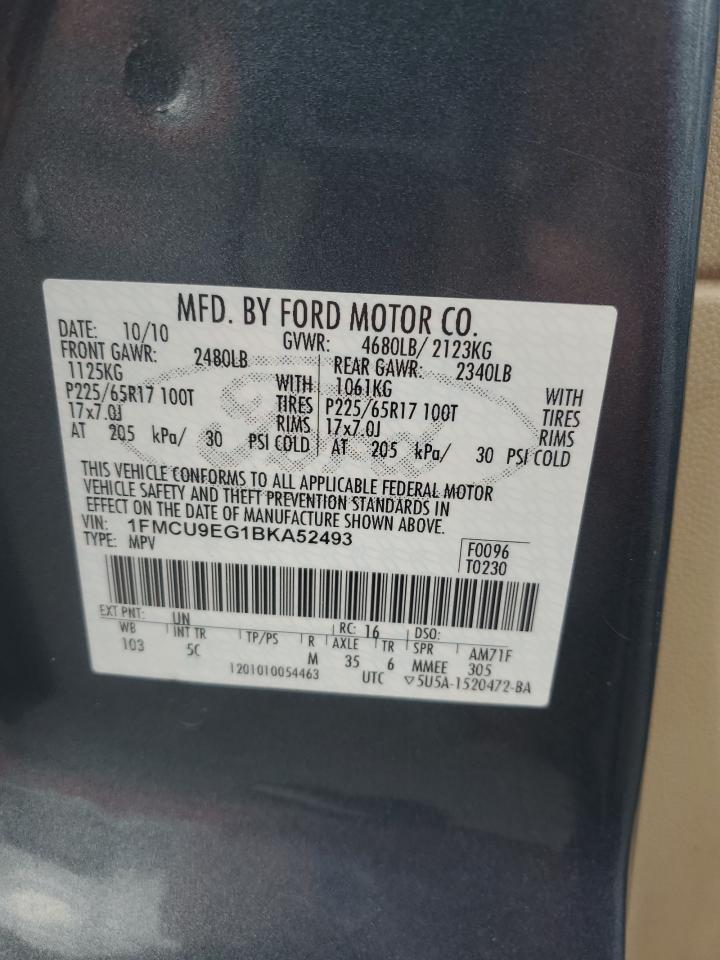 MFD. BY FORD MOTOR CO.
DATE: 10/10 GVWR: 4680LB/ 2123KG
FRONT GAWR: 2480LB REAR GAWR: 2340LB
1125KG WITH 1061KG WITH
P225/65R17 100T TIRES P225/65R17 100T TIRES
17x7.0J RIMS 17x7.0J RIMS
AT 205 kPa/ 30 PSI COLD AT 205 kPa/ 30 PSI COLD
THIS VEHICLE CONFORMS TO ALL APPLICABLE FEDERAL MOTOR
VEHICLE SAFETY AND THEFT PREVENTION STANDARDS IN
EFFECT ON THE DATE OF MANUFACTURE SHOWN ABOVE.
VIN: 1FMCU9EG1BKA52493
TYPE: MPV
F0096
T0230
EXT PNT: UN RC: 16 DSO:
WB INT TR TP/PS R AXLE TR SPR AM71F
103 5C M 35 6 MMEE 305
1201010054463 UTC ▽5U5A-1520472-BA